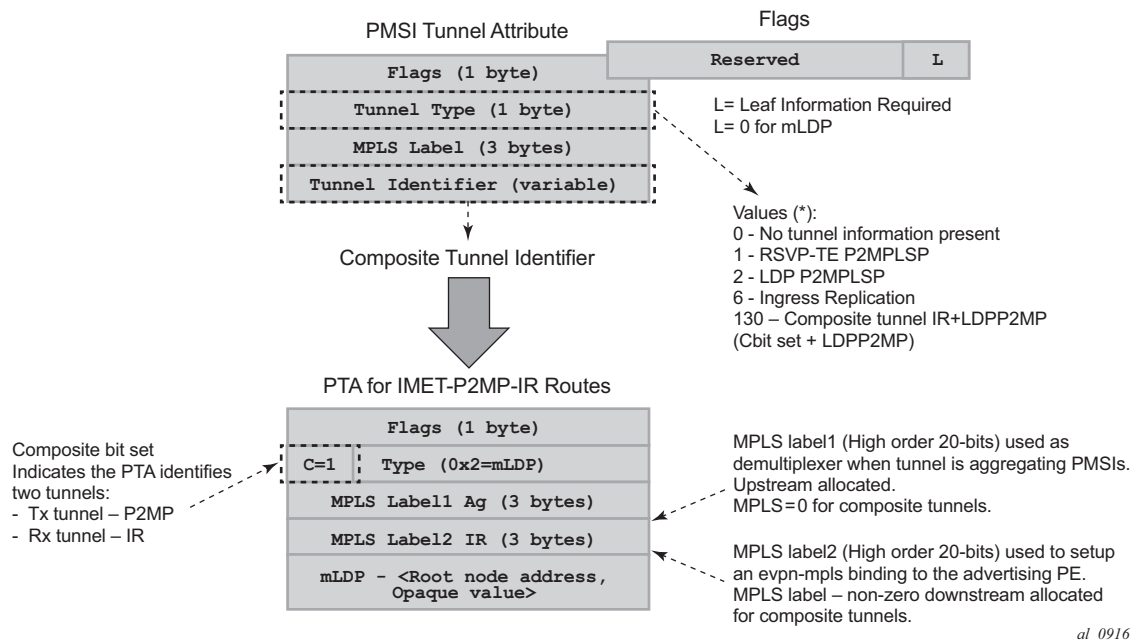 PMSI Tunnel Attribute
Flags
Flags (1 byte)
Reserved
L
Tunnel Type (1 byte)
MPLS Label (3 bytes)
Tunnel Identifier (variable)
L= Leaf Information Required
L= 0 for mLDP
Composite Tunnel Identifier
Values (*):
0 - No tunnel information present
1 - RSVP-TE P2MPLSP
2 - LDP P2MPLSP
6 - Ingress Replication
130 – Composite tunnel IR+LDPP2MP
(Cbit set + LDPP2MP)
PTA for IMET-P2MP-IR Routes
Flags (1 byte)
C=1
Type (0x2=mLDP)
MPLS Label1 Ag (3 bytes)
MPLS Label2 IR (3 bytes)
mLDP - <Root node address,
Opaque value>
Composite bit set
Indicates the PTA identifies
two tunnels:
- Tx tunnel – P2MP
- Rx tunnel – IR
MPLS label1 (High order 20-bits) used as
demultiplexer when tunnel is aggregating PMSIs.
Upstream allocated.
MPLS=0 for composite tunnels.
MPLS label2 (High order 20-bits) used to setup
an evpn-mpls binding to the advertising PE.
MPLS label – non-zero downstream allocated
for composite tunnels.
al_0916